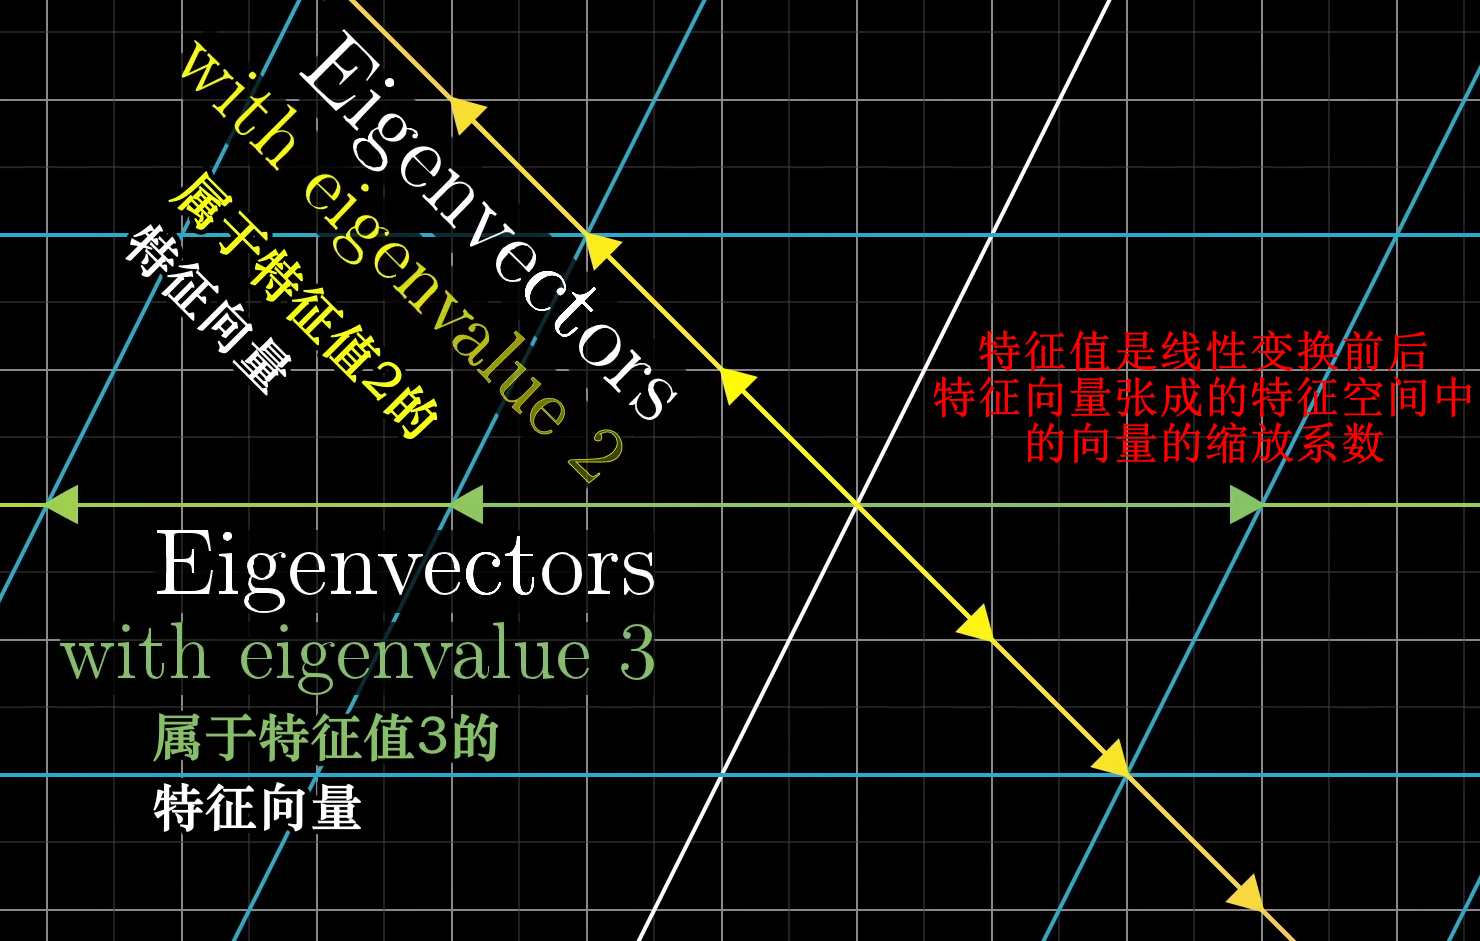 Eigenvectors
with eigenvalue 2
属于特征值2的
特征向量
特征值是线性变换前后
特征向量张成的特征空间中
的向量的缩放系数
Eigenvectors
with eigenvalue 3
属于特征值3的
特征向量